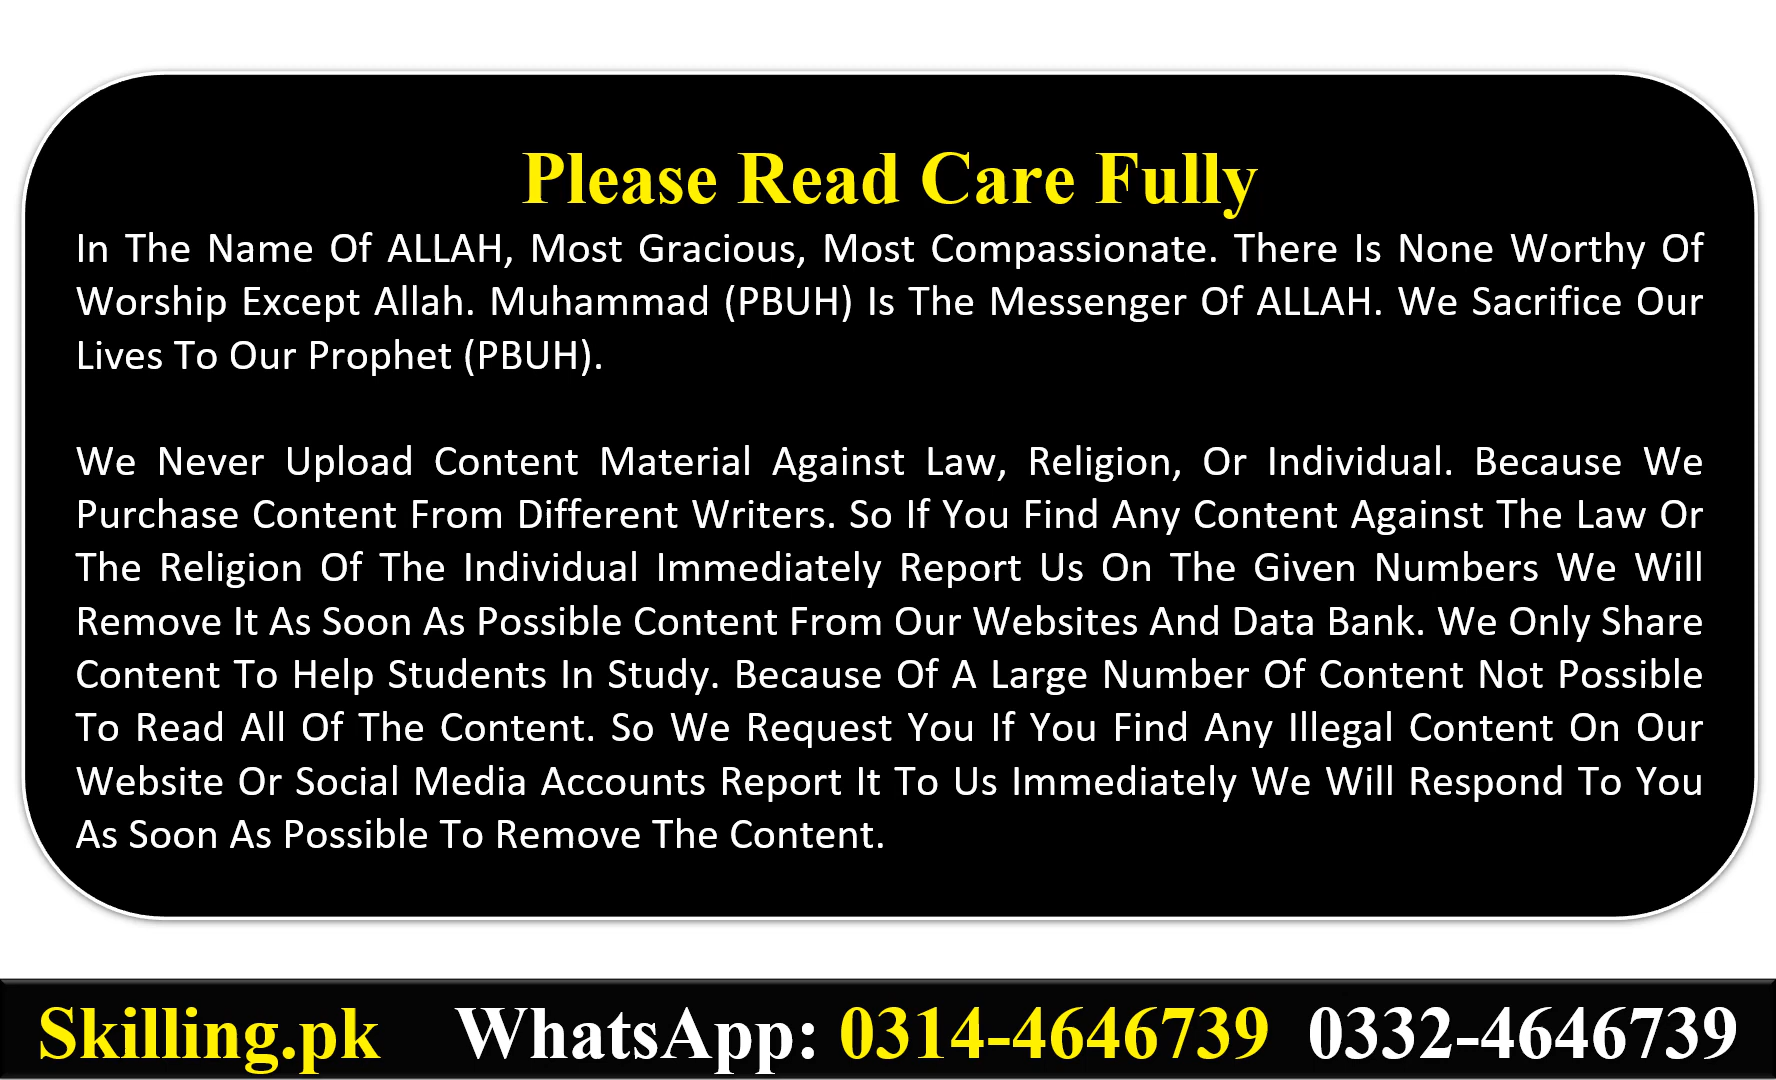 Please Read Care Fully
In The Name Of ALLAH, Most Gracious, Most Compassionate. There Is None Worthy Of
Worship Except Allah. Muhammad (PBUH) Is The Messenger Of ALLAH. We Sacrifice Our
Lives To Our Prophet (PBUH).
We Never Upload Content Material Against Law, Religion, Or Individual. Because We
Purchase Content From Different Writers. So If You Find Any Content Against The Law Or
The Religion Of The Individual Immediately Report Us On The Given Numbers We Will
Remove It As Soon As Possible Content From Our Websites And Data Bank. We Only Share
Content To Help Students In Study. Because Of A Large Number Of Content Not Possible
To Read All Of The Content. So We Request You If You Find Any Illegal Content On Our
Website Or Social Media Accounts Report It To Us Immediately We Will Respond To You
As Soon As Possible To Remove The Content.
Skilling.pk WhatsApp: 0314-4646739 0332-4646739